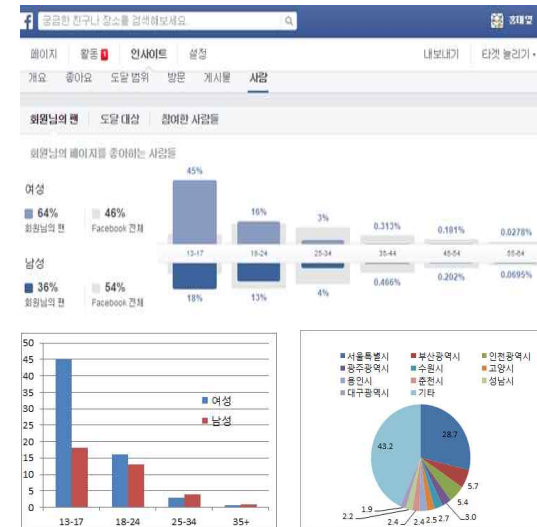 궁금한 친구나 장소를 검색해보세요.
페이지 활동 1 인사이트 설정 내보내기 타겟 늘리기
개요 좋아요 도달 범위 방문 게시물 사람
회원님의 팬 도달 대상 참여한 사람들
회원님의 페이지를 좋아하는 사람들
여성
64% 46%
회원님의 팬 Facebook 전체
45% 16% 3% 0.313% 0.181% 0.0278%
13-17 18-24 25-34 35-44 45-54 55-64
남성
36% 54%
회원님의 팬 Facebook 전체
18% 13% 4% 0.466% 0.202% 0.0695%
50
45
40
35
30
25
20
15
10
5
0
여성
남성
13-17 18-24 25-34 35+
서울특별시 부산광역시 인천광역시
광주광역시 수원시 고양시
용인시 춘천시 성남시
대구광역시 기타
28.7
5.7
5.4
3.0
2.7
2.5
2.4
2.4
2.2
1.9
43.2